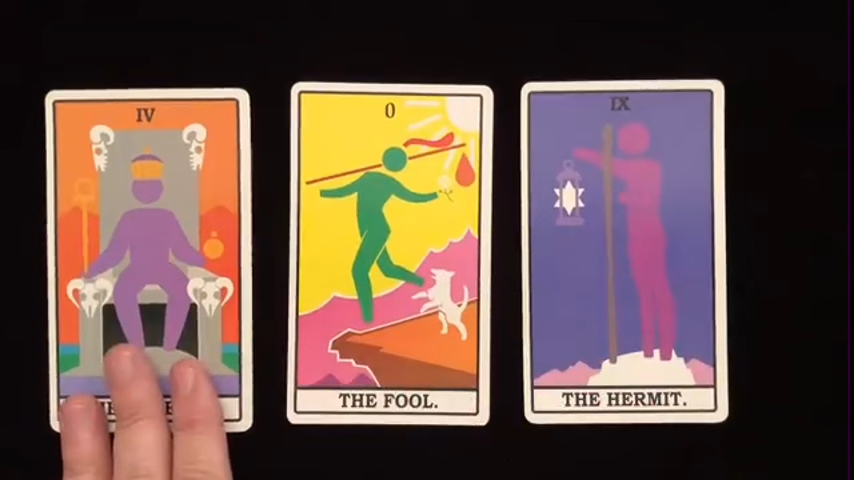 IV
0
IX
THE FOOL.
THE HERMIT.